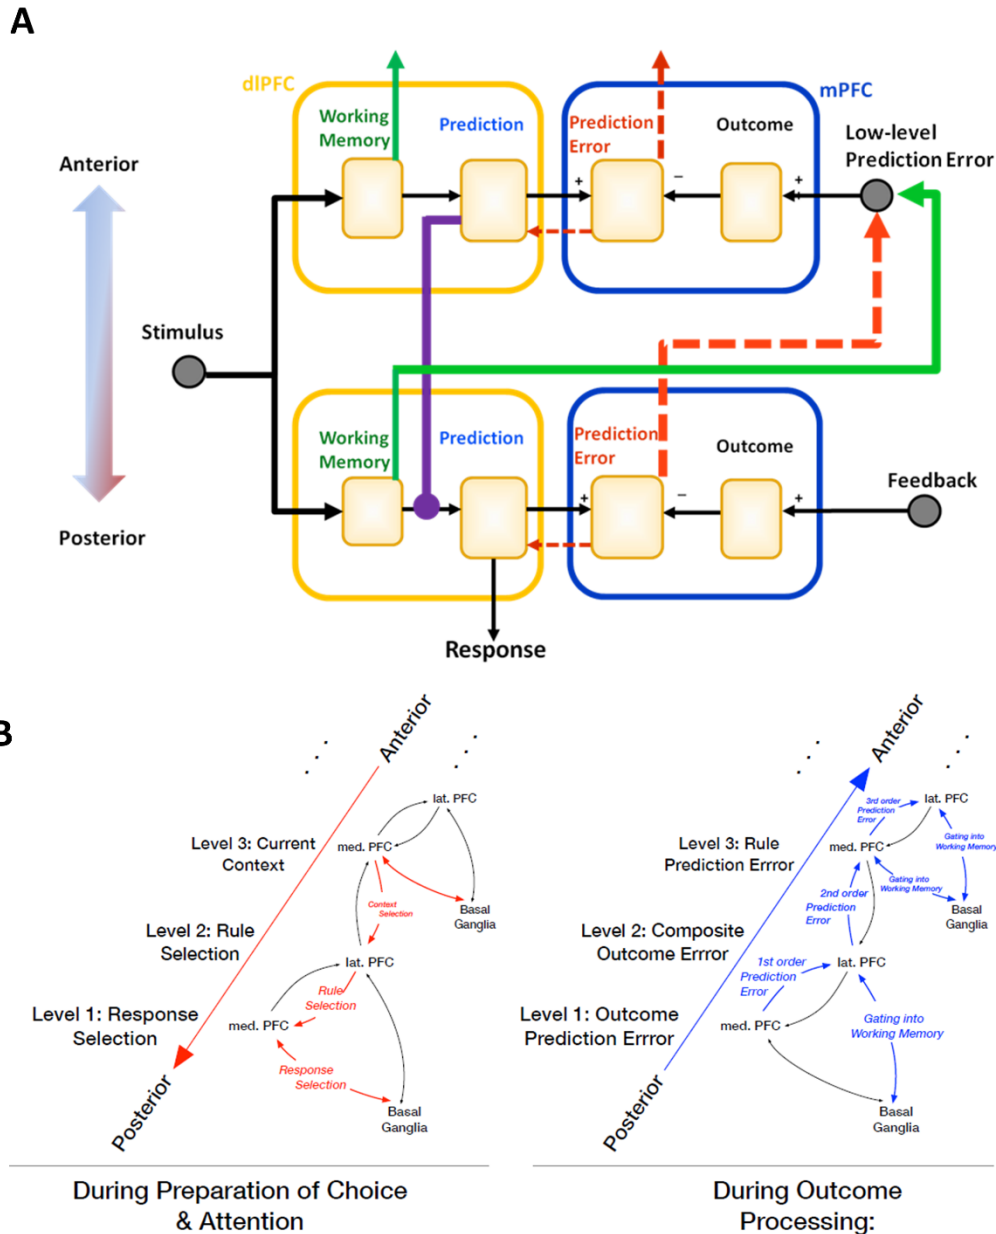 A
dlPFC
mPFC
Working
Memory
Prediction
Prediction
Error
Outcome
Low-level
Prediction Error
+
−
+
Anterior
Stimulus
Posterior
Working
Memory
Prediction
Prediction
Error
Outcome
Feedback
+
−
+
Response
B
Anterior
Level 3: Current
Context
lat. PFC
med. PFC
Context
Selection
Basal
Ganglia
Level 2: Rule
Selection
lat. PFC
Rule
Selection
Level 1: Response
Selection
med. PFC
Response
Selection
Basal
Ganglia
Posterior
During Preparation of Choice
& Attention
Anterior
3rd order
Prediction
Error
lat. PFC
Level 3: Rule
Prediction Errror
med. PFC
Gating into
Working Memory
Gating into
Working Memory
2nd order
Prediction
Error
Basal
Ganglia
Level 2: Composite
Outcome Errror
1st order
Prediction
Error
lat. PFC
Level 1: Outcome
Prediction Errror
med. PFC
Gating into
Working Memory
Basal
Ganglia
Posterior
During Outcome
Processing: